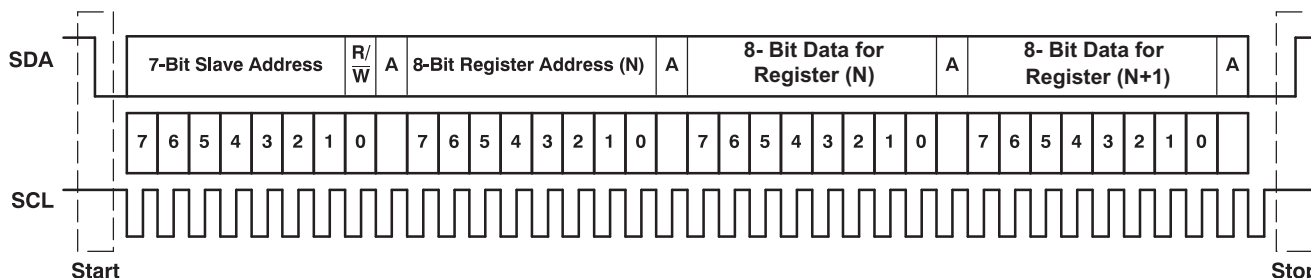 SDA
7-Bit Slave Address
R/
W
A
8-Bit Register Address (N)
A
8- Bit Data for
Register (N)
A
8- Bit Data for
Register (N+1)
A
7 6 5 4 3 2 1 0 7 6 5 4 3 2 1 0 7 6 5 4 3 2 1 0 7 6 5 4 3 2 1 0
SCL
Start
Stop